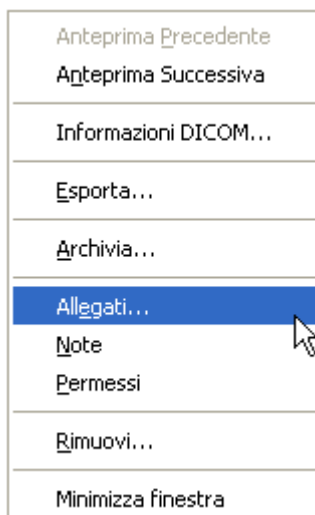 Anteprima Precedente
Anteprima Successiva
Informazioni DICOM...
Esporta...
Archivia...
Allegati...
Note
Permessi
Rimuovi...
Minimizza finestra